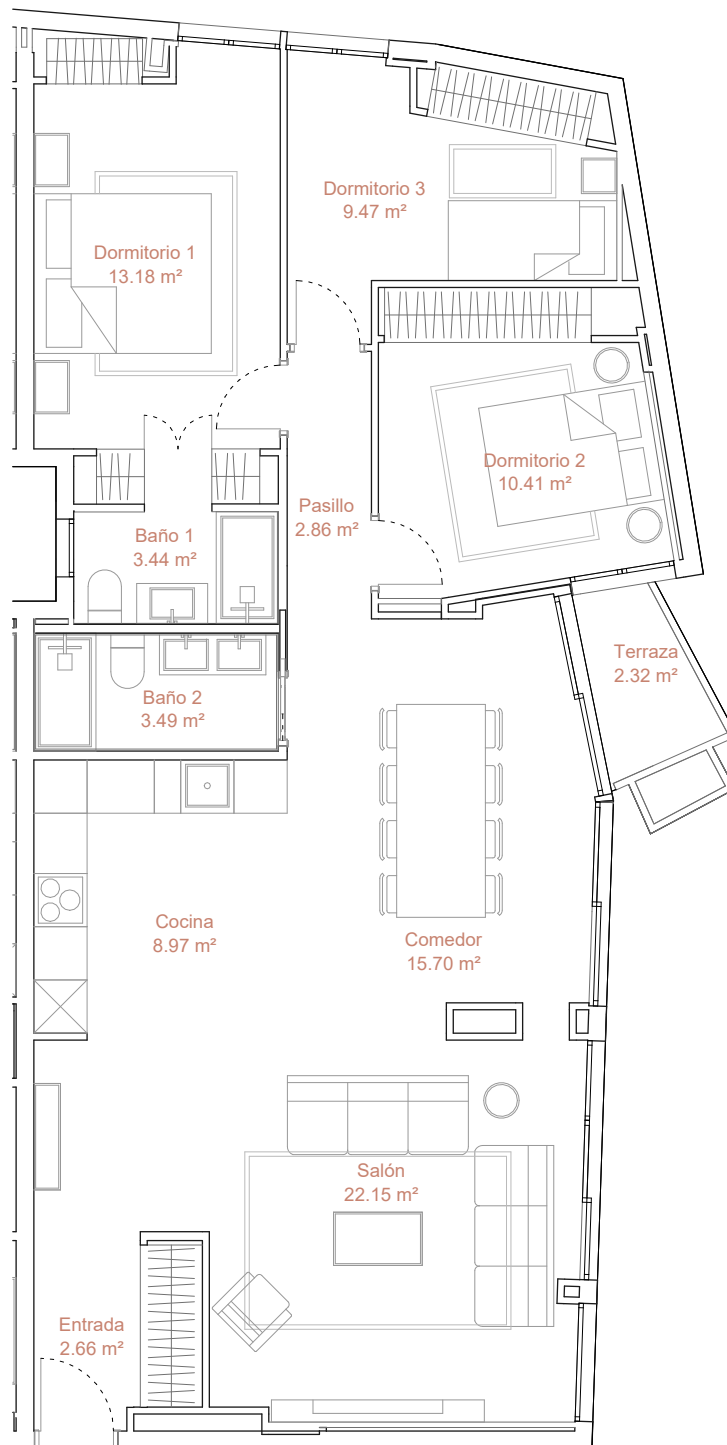 Dormitorio 3
9.47 m²
Dormitorio 1
13.18 m²
Dormitorio 2
10.41 m²
Pasillo
2.86 m²
Baño 1
3.44 m²
Terraza
2.32 m²
Baño 2
3.49 m²
Cocina
8.97 m²
Comedor
15.70 m²
Salón
22.15 m²
Entrada
2.66 m²